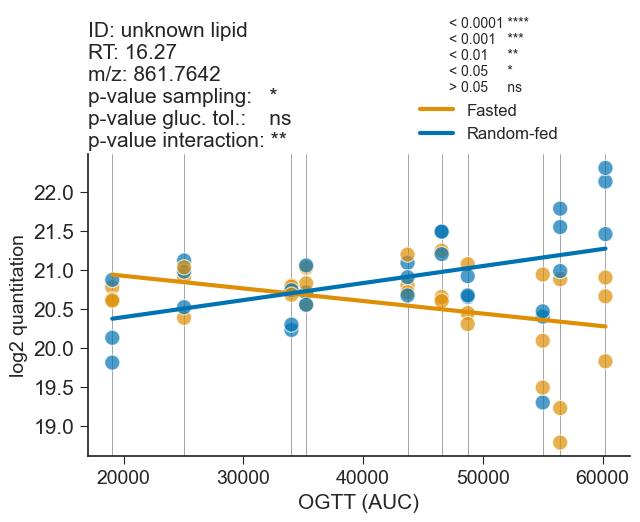 ID: unknown lipid
RT: 16.27
m/z: 861.7642
p-value sampling: *
p-value gluc. tol.: ns
p-value interaction: **
< 0.0001 ****
< 0.001 ***
< 0.01 **
< 0.05 *
> 0.05 ns
Fasted
Random-fed
log2 quantitation
22.0
21.5
21.0
20.5
20.0
19.5
19.0
20000 30000 40000 50000 60000
OGTT (AUC)